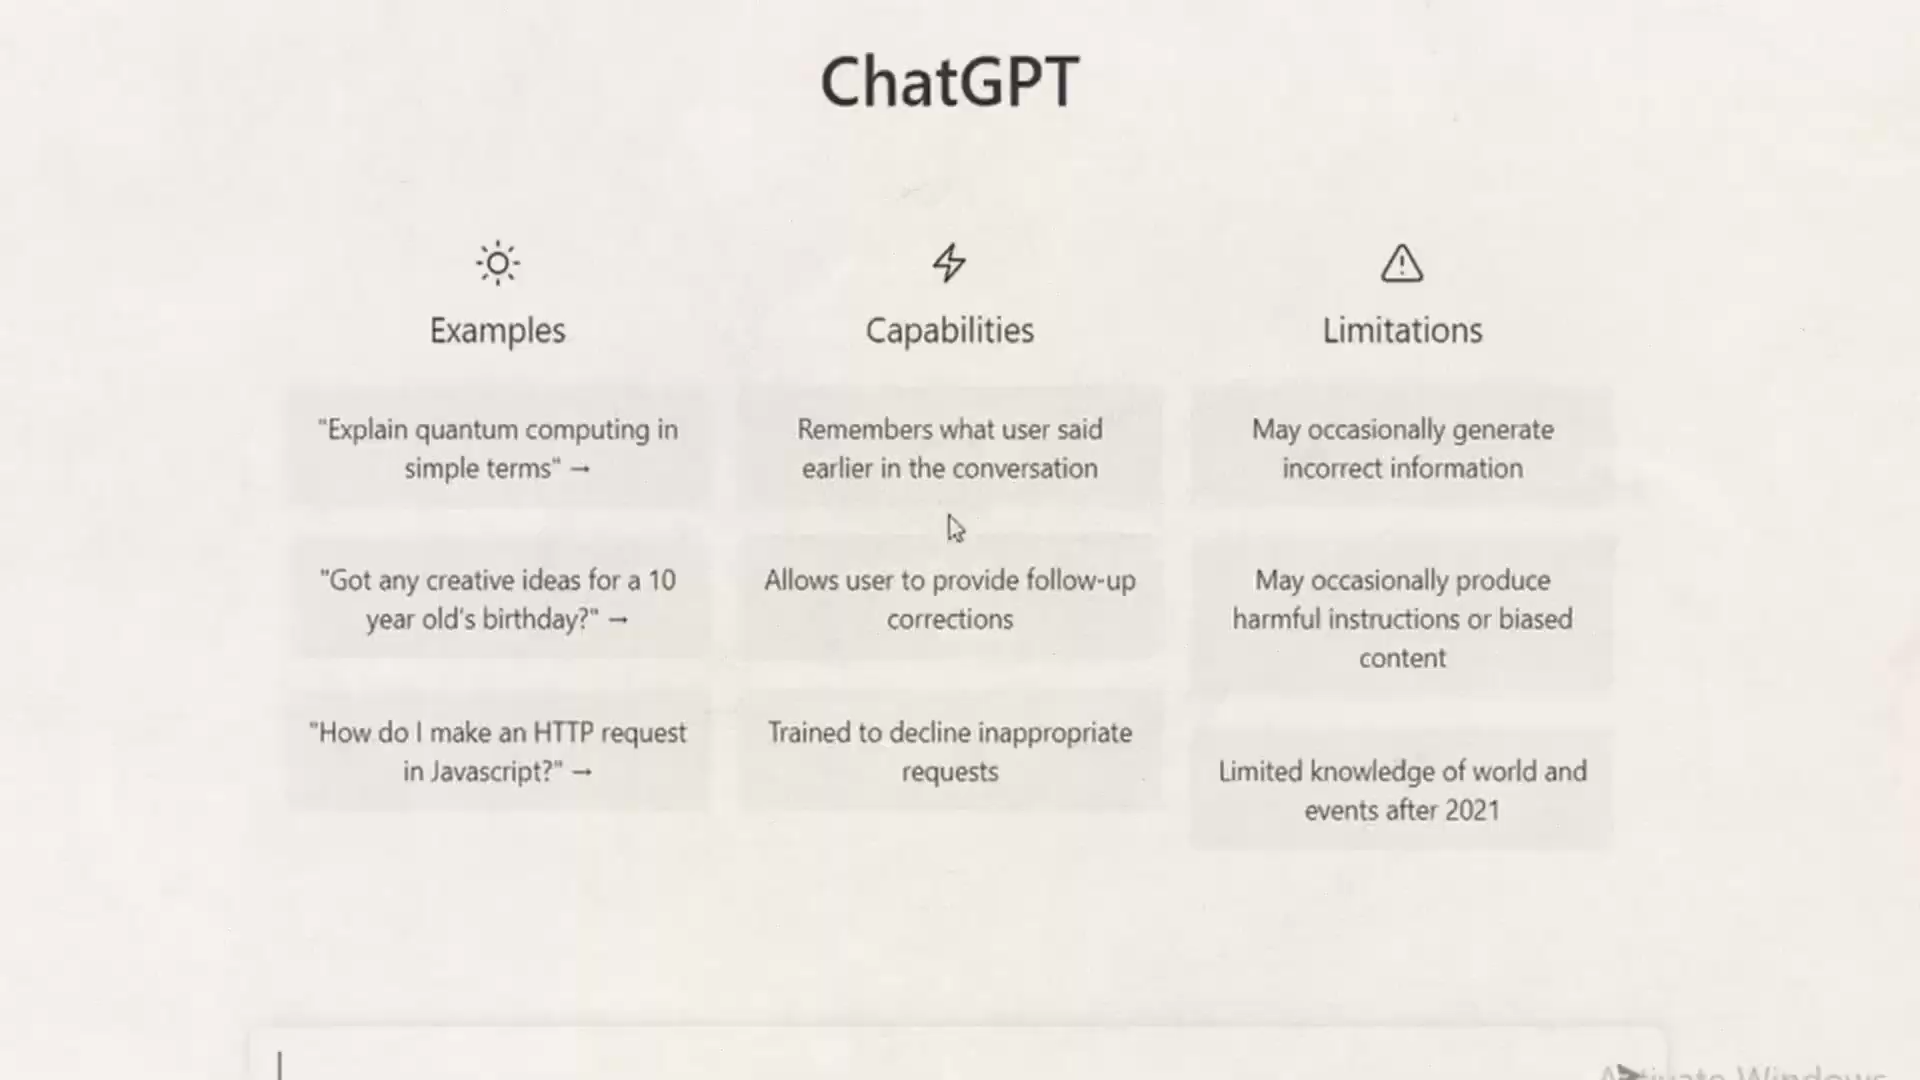 ChatGPT
Examples
"Explain quantum computing in
simple terms" →
"Got any creative ideas for a 10
year old's birthday?" →
"How do I make an HTTP request
in Javascript?" →
Capabilities
Remembers what user said
earlier in the conversation
Allows user to provide follow-up
corrections
Trained to decline inappropriate
requests
Limitations
May occasionally generate
incorrect information
May occasionally produce
harmful instructions or biased
content
Limited knowledge of world and
events after 2021
Activate Windows